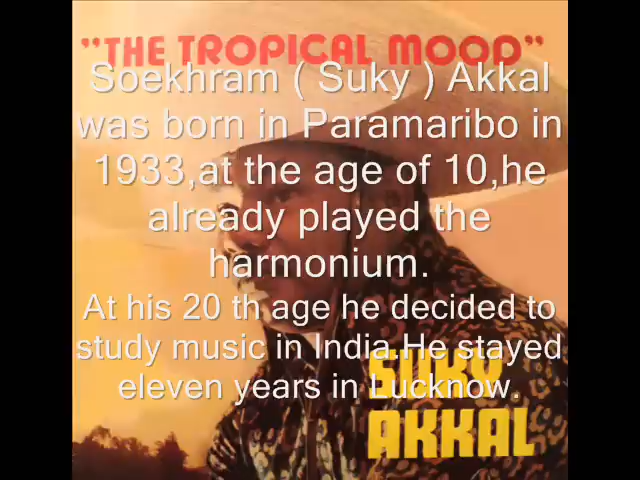 "THE TROPICAL MOOD"
Soekhram ( Suky ) Akkal
was born in Paramaribo in
1933,at the age of 10,he
already played the
harmonium.
At his 20 th age he decided to
study music in India.He stayed
eleven years in Lucknow.
SUKY
AKKAL